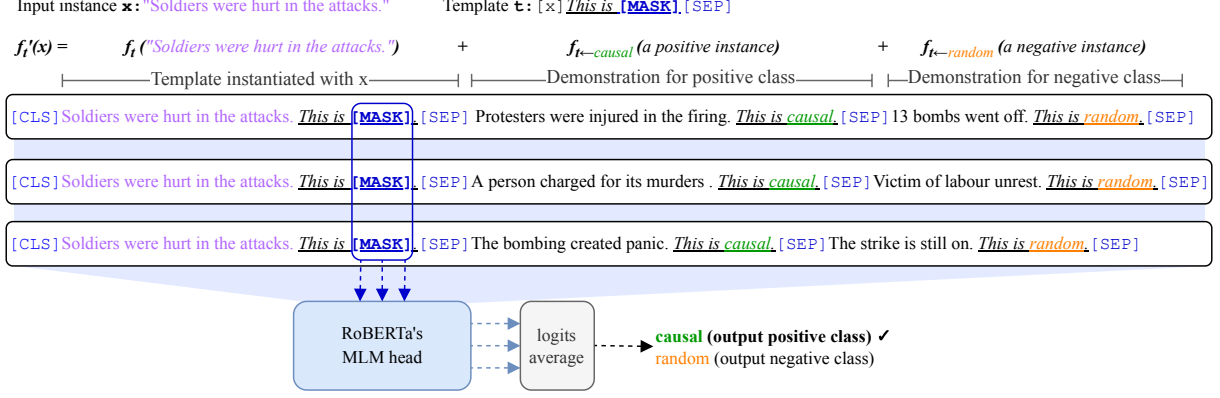 Input instance x: "Soldiers were hurt in the attacks." Template t: [x] This is [MASK] [SEP]
f_t'(x) = f_t ("Soldiers were hurt in the attacks.") + f_t←causal (a positive instance) + f_t←random (a negative instance)
Template instantiated with x Demonstration for positive class Demonstration for negative class
[CLS] Soldiers were hurt in the attacks. This is [MASK]. [SEP] Protesters were injured in the firing. This is causal. [SEP] 13 bombs went off. This is random. [SEP]
[CLS] Soldiers were hurt in the attacks. This is [MASK]. [SEP] A person charged for its murders . This is causal. [SEP] Victim of labour unrest. This is random. [SEP]
[CLS] Soldiers were hurt in the attacks. This is [MASK]. [SEP] The bombing created panic. This is causal. [SEP] The strike is still on. This is random. [SEP]
RoBERTa's
MLM head
logits
average
causal (output positive class) ✓
random (output negative class)